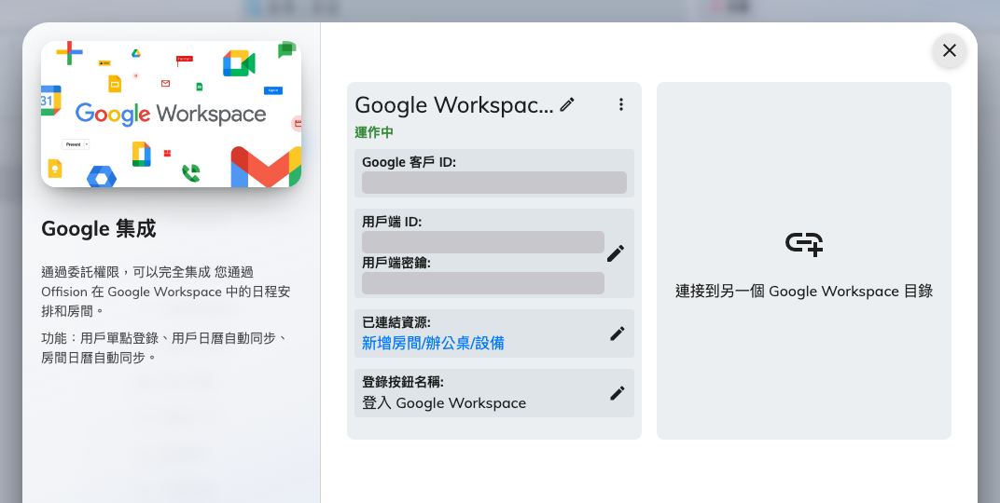 31
Google Workspace
Present
Google 集成
通過委託權限，可以完全集成 您通過
Offision 在 Google Workspace 中的日程安
排和房間。
功能：用戶單點登錄、用戶日曆自動同步、
房間日曆自動同步。
Google Workspac...
運作中
Google 客戶 ID:
用戶端 ID:
用戶端密鑰:
已連結資源:
新增房間/辦公桌/設備
登錄按鈕名稱:
登入 Google Workspace
連接到另一個 Google Workspace 目錄